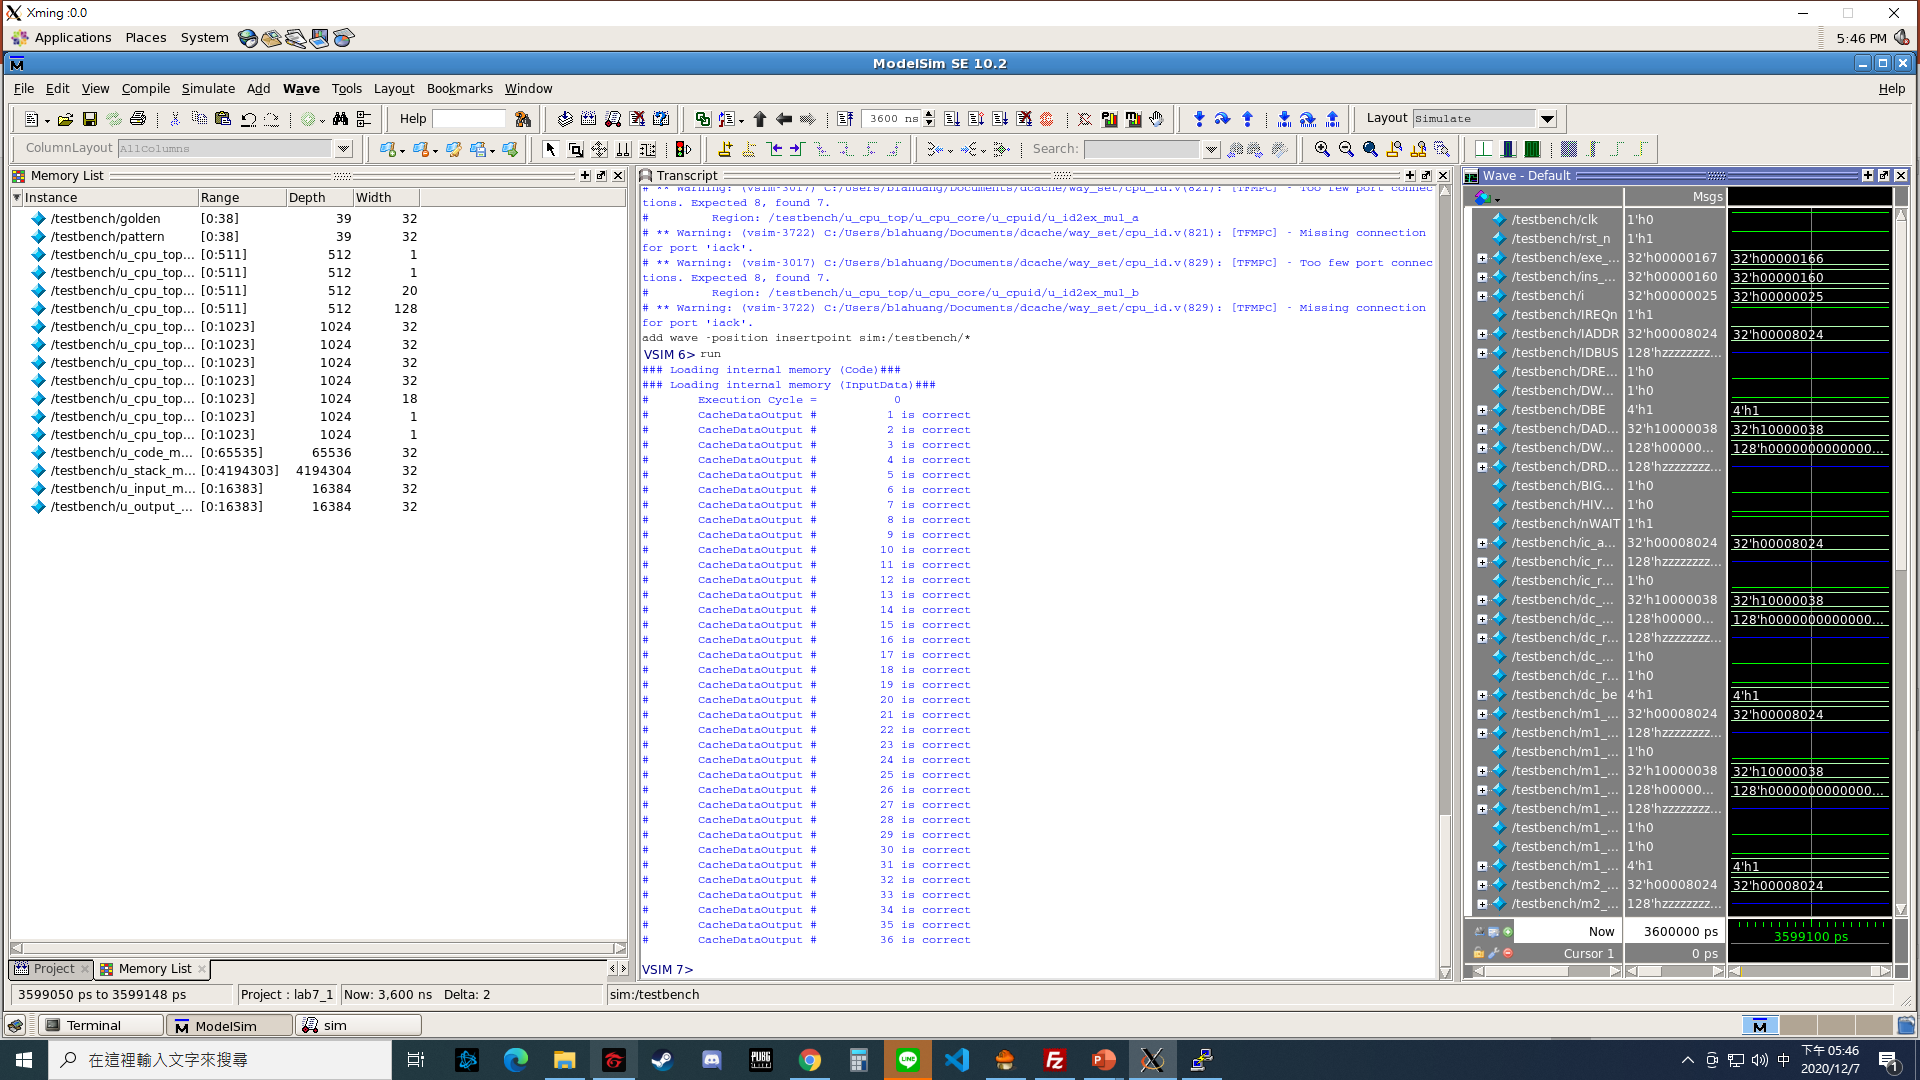 Xming :0.0
Applications Places System 5:46 PM
ModelSim SE 10.2
File Edit View Compile Simulate Add Wave Tools Layout Bookmarks Window Help
Help 3600 ns Layout Simulate
ColumnLayout AllColumns Search:
Memory List
Instance Range Depth Width
/testbench/golden [0:38] 39 32
/testbench/pattern [0:38] 39 32
/testbench/u_cpu_top... [0:511] 512 1
/testbench/u_cpu_top... [0:511] 512 1
/testbench/u_cpu_top... [0:511] 512 20
/testbench/u_cpu_top... [0:511] 512 128
/testbench/u_cpu_top... [0:1023] 1024 32
/testbench/u_cpu_top... [0:1023] 1024 32
/testbench/u_cpu_top... [0:1023] 1024 32
/testbench/u_cpu_top... [0:1023] 1024 32
/testbench/u_cpu_top... [0:1023] 1024 18
/testbench/u_cpu_top... [0:1023] 1024 1
/testbench/u_cpu_top... [0:1023] 1024 1
/testbench/u_code_m... [0:65535] 65536 32
/testbench/u_stack_m... [0:4194303] 4194304 32
/testbench/u_input_m... [0:16383] 16384 32
/testbench/u_output_... [0:16383] 16384 32
Project Memory List
Transcript
# ** Warning: (vsim-3017) C:/Users/blahuang/Documents/dcache/way_set/cpu_id.v(821): [TFMPC] - Too few port connec
tions. Expected 8, found 7.
# Region: /testbench/u_cpu_top/u_cpu_core/u_cpuid/u_id2ex_mul_a
# ** Warning: (vsim-3722) C:/Users/blahuang/Documents/dcache/way_set/cpu_id.v(821): [TFMPC] - Missing connection
for port 'iack'.
# ** Warning: (vsim-3017) C:/Users/blahuang/Documents/dcache/way_set/cpu_id.v(829): [TFMPC] - Too few port connec
tions. Expected 8, found 7.
# Region: /testbench/u_cpu_top/u_cpu_core/u_cpuid/u_id2ex_mul_b
# ** Warning: (vsim-3722) C:/Users/blahuang/Documents/dcache/way_set/cpu_id.v(829): [TFMPC] - Missing connection
for port 'iack'.
add wave -position insertpoint sim:/testbench/*
VSIM 6> run
### Loading internal memory (Code)###
### Loading internal memory (InputData)###
# Execution Cycle = 0
# CacheDataOutput # 1 is correct
# CacheDataOutput # 2 is correct
# CacheDataOutput # 3 is correct
# CacheDataOutput # 4 is correct
# CacheDataOutput # 5 is correct
# CacheDataOutput # 6 is correct
# CacheDataOutput # 7 is correct
# CacheDataOutput # 8 is correct
# CacheDataOutput # 9 is correct
# CacheDataOutput # 10 is correct
# CacheDataOutput # 11 is correct
# CacheDataOutput # 12 is correct
# CacheDataOutput # 13 is correct
# CacheDataOutput # 14 is correct
# CacheDataOutput # 15 is correct
# CacheDataOutput # 16 is correct
# CacheDataOutput # 17 is correct
# CacheDataOutput # 18 is correct
# CacheDataOutput # 19 is correct
# CacheDataOutput # 20 is correct
# CacheDataOutput # 21 is correct
# CacheDataOutput # 22 is correct
# CacheDataOutput # 23 is correct
# CacheDataOutput # 24 is correct
# CacheDataOutput # 25 is correct
# CacheDataOutput # 26 is correct
# CacheDataOutput # 27 is correct
# CacheDataOutput # 28 is correct
# CacheDataOutput # 29 is correct
# CacheDataOutput # 30 is correct
# CacheDataOutput # 31 is correct
# CacheDataOutput # 32 is correct
# CacheDataOutput # 33 is correct
# CacheDataOutput # 34 is correct
# CacheDataOutput # 35 is correct
# CacheDataOutput # 36 is correct
VSIM 7>
Wave - Default
Msgs
/testbench/clk 1'h0
/testbench/rst_n 1'h1
/testbench/exe_... 32'h00000167 32'h00000166
/testbench/ins_... 32'h00000160 32'h00000160
/testbench/i 32'h00000025 32'h00000025
/testbench/IREQn 1'h1
/testbench/IADDR 32'h00008024 32'h00008024
/testbench/IDBUS 128'hzzzzzzzz...
/testbench/DRE... 1'h0
/testbench/DW... 1'h0
/testbench/DBE 4'h1 4'h1
/testbench/DAD... 32'h10000038 32'h10000038
/testbench/DW... 128'h00000... 128'h0000000000000...
/testbench/DRD... 128'hzzzzzzzz...
/testbench/BIG... 1'h0
/testbench/HIV... 1'h0
/testbench/nWAIT 1'h1
/testbench/ic_a... 32'h00008024 32'h00008024
/testbench/ic_r... 128'hzzzzzzzz...
/testbench/ic_r... 1'h0
/testbench/dc_... 32'h10000038 32'h10000038
/testbench/dc_... 128'h00000... 128'h0000000000000...
/testbench/dc_r... 128'hzzzzzzzz...
/testbench/dc_... 1'h0
/testbench/dc_r... 1'h0
/testbench/dc_be 4'h1 4'h1
/testbench/m1_... 32'h00008024 32'h00008024
/testbench/m1_... 128'hzzzzzzzz...
/testbench/m1_... 1'h0
/testbench/m1_... 32'h10000038 32'h10000038
/testbench/m1_... 128'h00000... 128'h0000000000000...
/testbench/m1_... 128'hzzzzzzzz...
/testbench/m1_... 1'h0
/testbench/m1_... 1'h0
/testbench/m1_... 4'h1 4'h1
/testbench/m2_... 32'h00008024 32'h00008024
/testbench/m2_... 128'hzzzzzzzz...
Now 3600000 ps 3599100 ps
Cursor 1 0 ps
3599050 ps to 3599148 ps Project : lab7_1 Now: 3,600 ns Delta: 2 sim:/testbench
Terminal ModelSim sim
在這裡輸入文字來搜尋
中 下午 05:46
2020/12/7